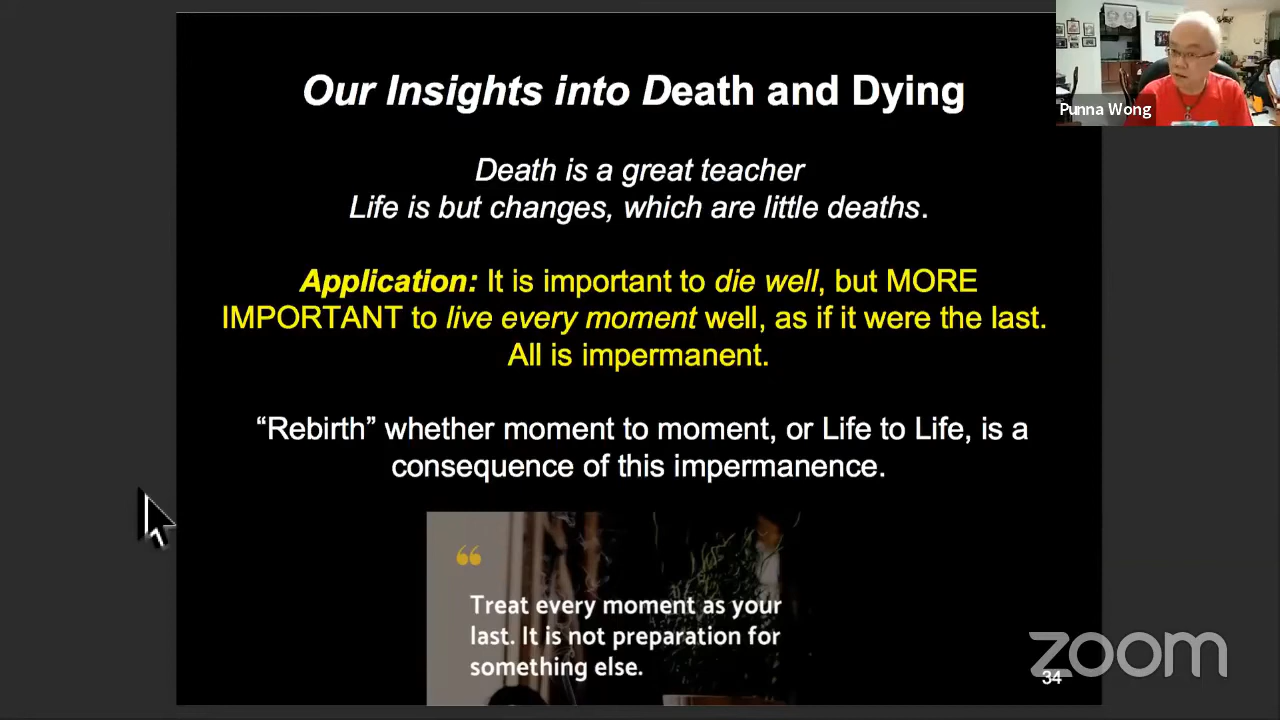 Our Insights into Death and Dying
Punna Wong
Death is a great teacher
Life is but changes, which are little deaths.
Application: It is important to die well, but MORE
IMPORTANT to live every moment well, as if it were the last.
All is impermanent.
“Rebirth” whether moment to moment, or Life to Life, is a
consequence of this impermanence.
“
Treat every moment as your
last. It is not preparation for
something else.
zoom
34